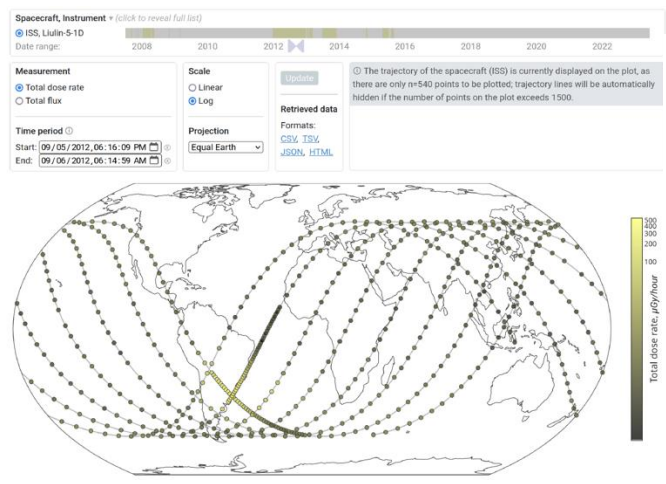 Spacecraft, Instrument ▾ (click to reveal full list)
ISS, Liulin-5-1D
Date range:
2008 2010 2012 2014 2016 2018 2020 2022
Measurement
Total dose rate
Total flux
Time period ⓘ
Start: 09/05/2012, 06:16:09 PM
End: 09/06/2012, 06:14:59 AM
Scale
Linear
Log
Projection
Equal Earth
Update
Retrieved data
Formats:
CSV, TSV,
JSON, HTML
ⓘ The trajectory of the spacecraft (ISS) is currently displayed on the plot, as
there are only n=540 points to be plotted; trajectory lines will be automatically
hidden if the number of points on the plot exceeds 1500.
500
400
300
200
100
Total dose rate, μGy/hour